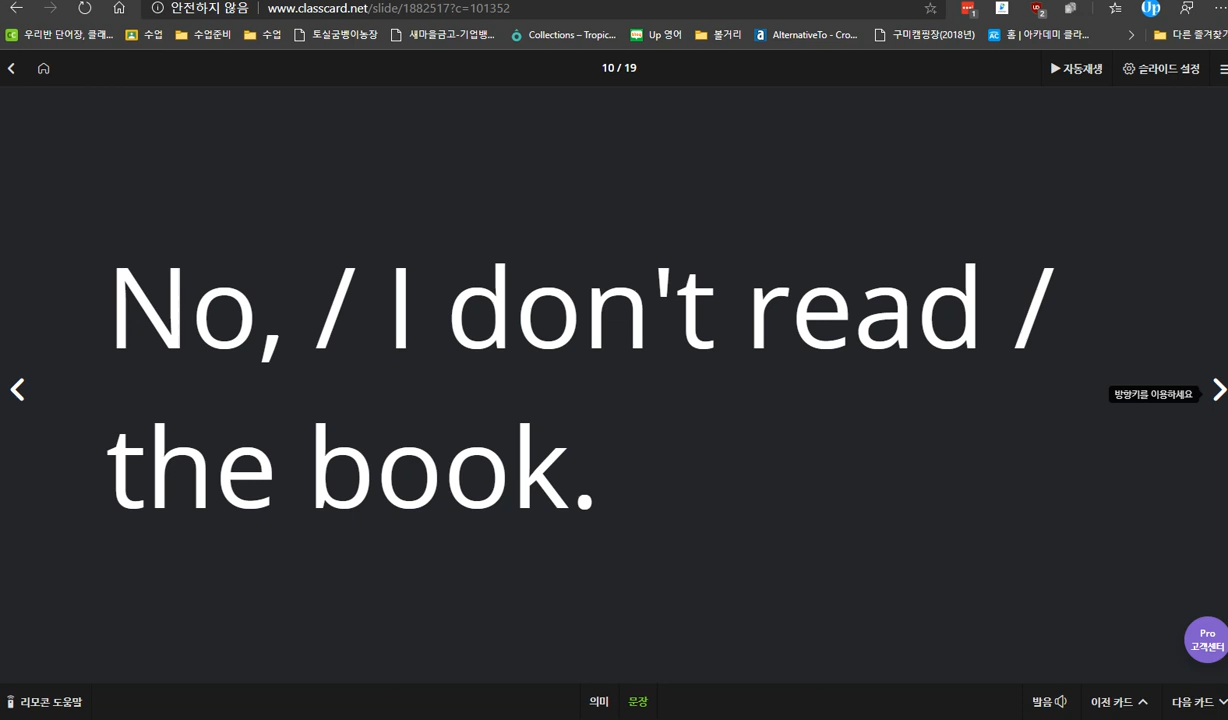 안전하지 않음 www.classcard.net/slide/1882517?c=101352
우리반 단어장, 클래... 수업 수업준비 수업 토실굼벵이농장 새마을금고-기업뱅... Collections – Tropic... Up 영어 볼거리 AlternativeTo - Cro... 구미캠핑장(2018년) 홈 | 아카데미 클라... 다른 즐겨찾기
10 / 19 자동재생 슬라이드 설정
No, / I don't read /
the book.
방향키를 이용하세요
Pro
고객센터
리모콘 도움말 의미 문장 발음 이전 카드 다음 카드